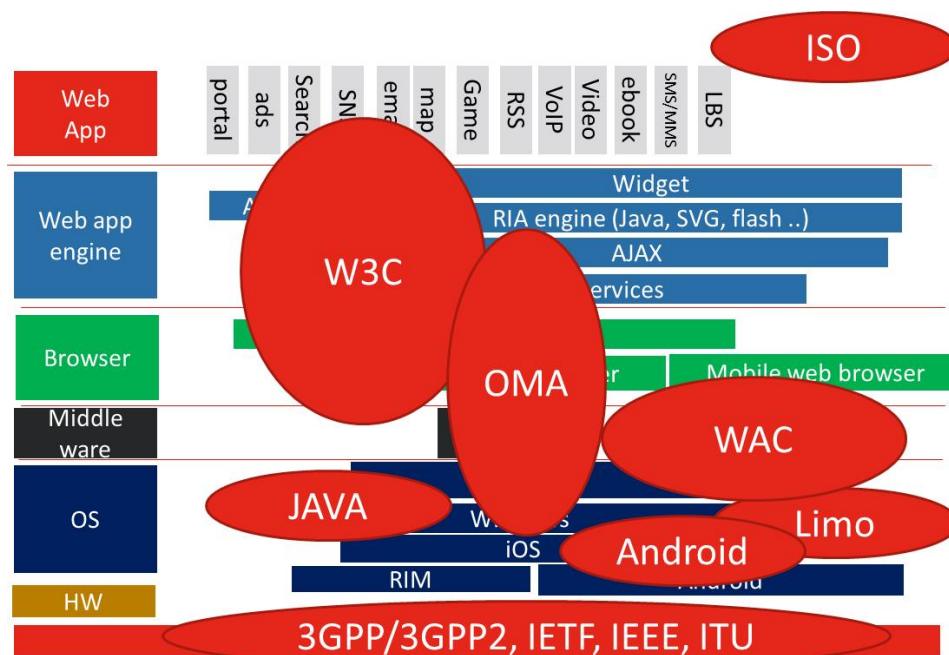 ISO
Web
App
portal
ads
RSS
Game
map
VoIP
Video
ebook
SMS/MMS
LBS
Web app
engine
Widget
RIA engine (Java, SVG, flash ..)
AJAX
W3C
Browser
OMA
Mobile web browser
Middle
ware
WAC
OS
JAVA
Limo
iOS
Android
RIM
HW
3GPP/3GPP2, IETF, IEEE, ITU